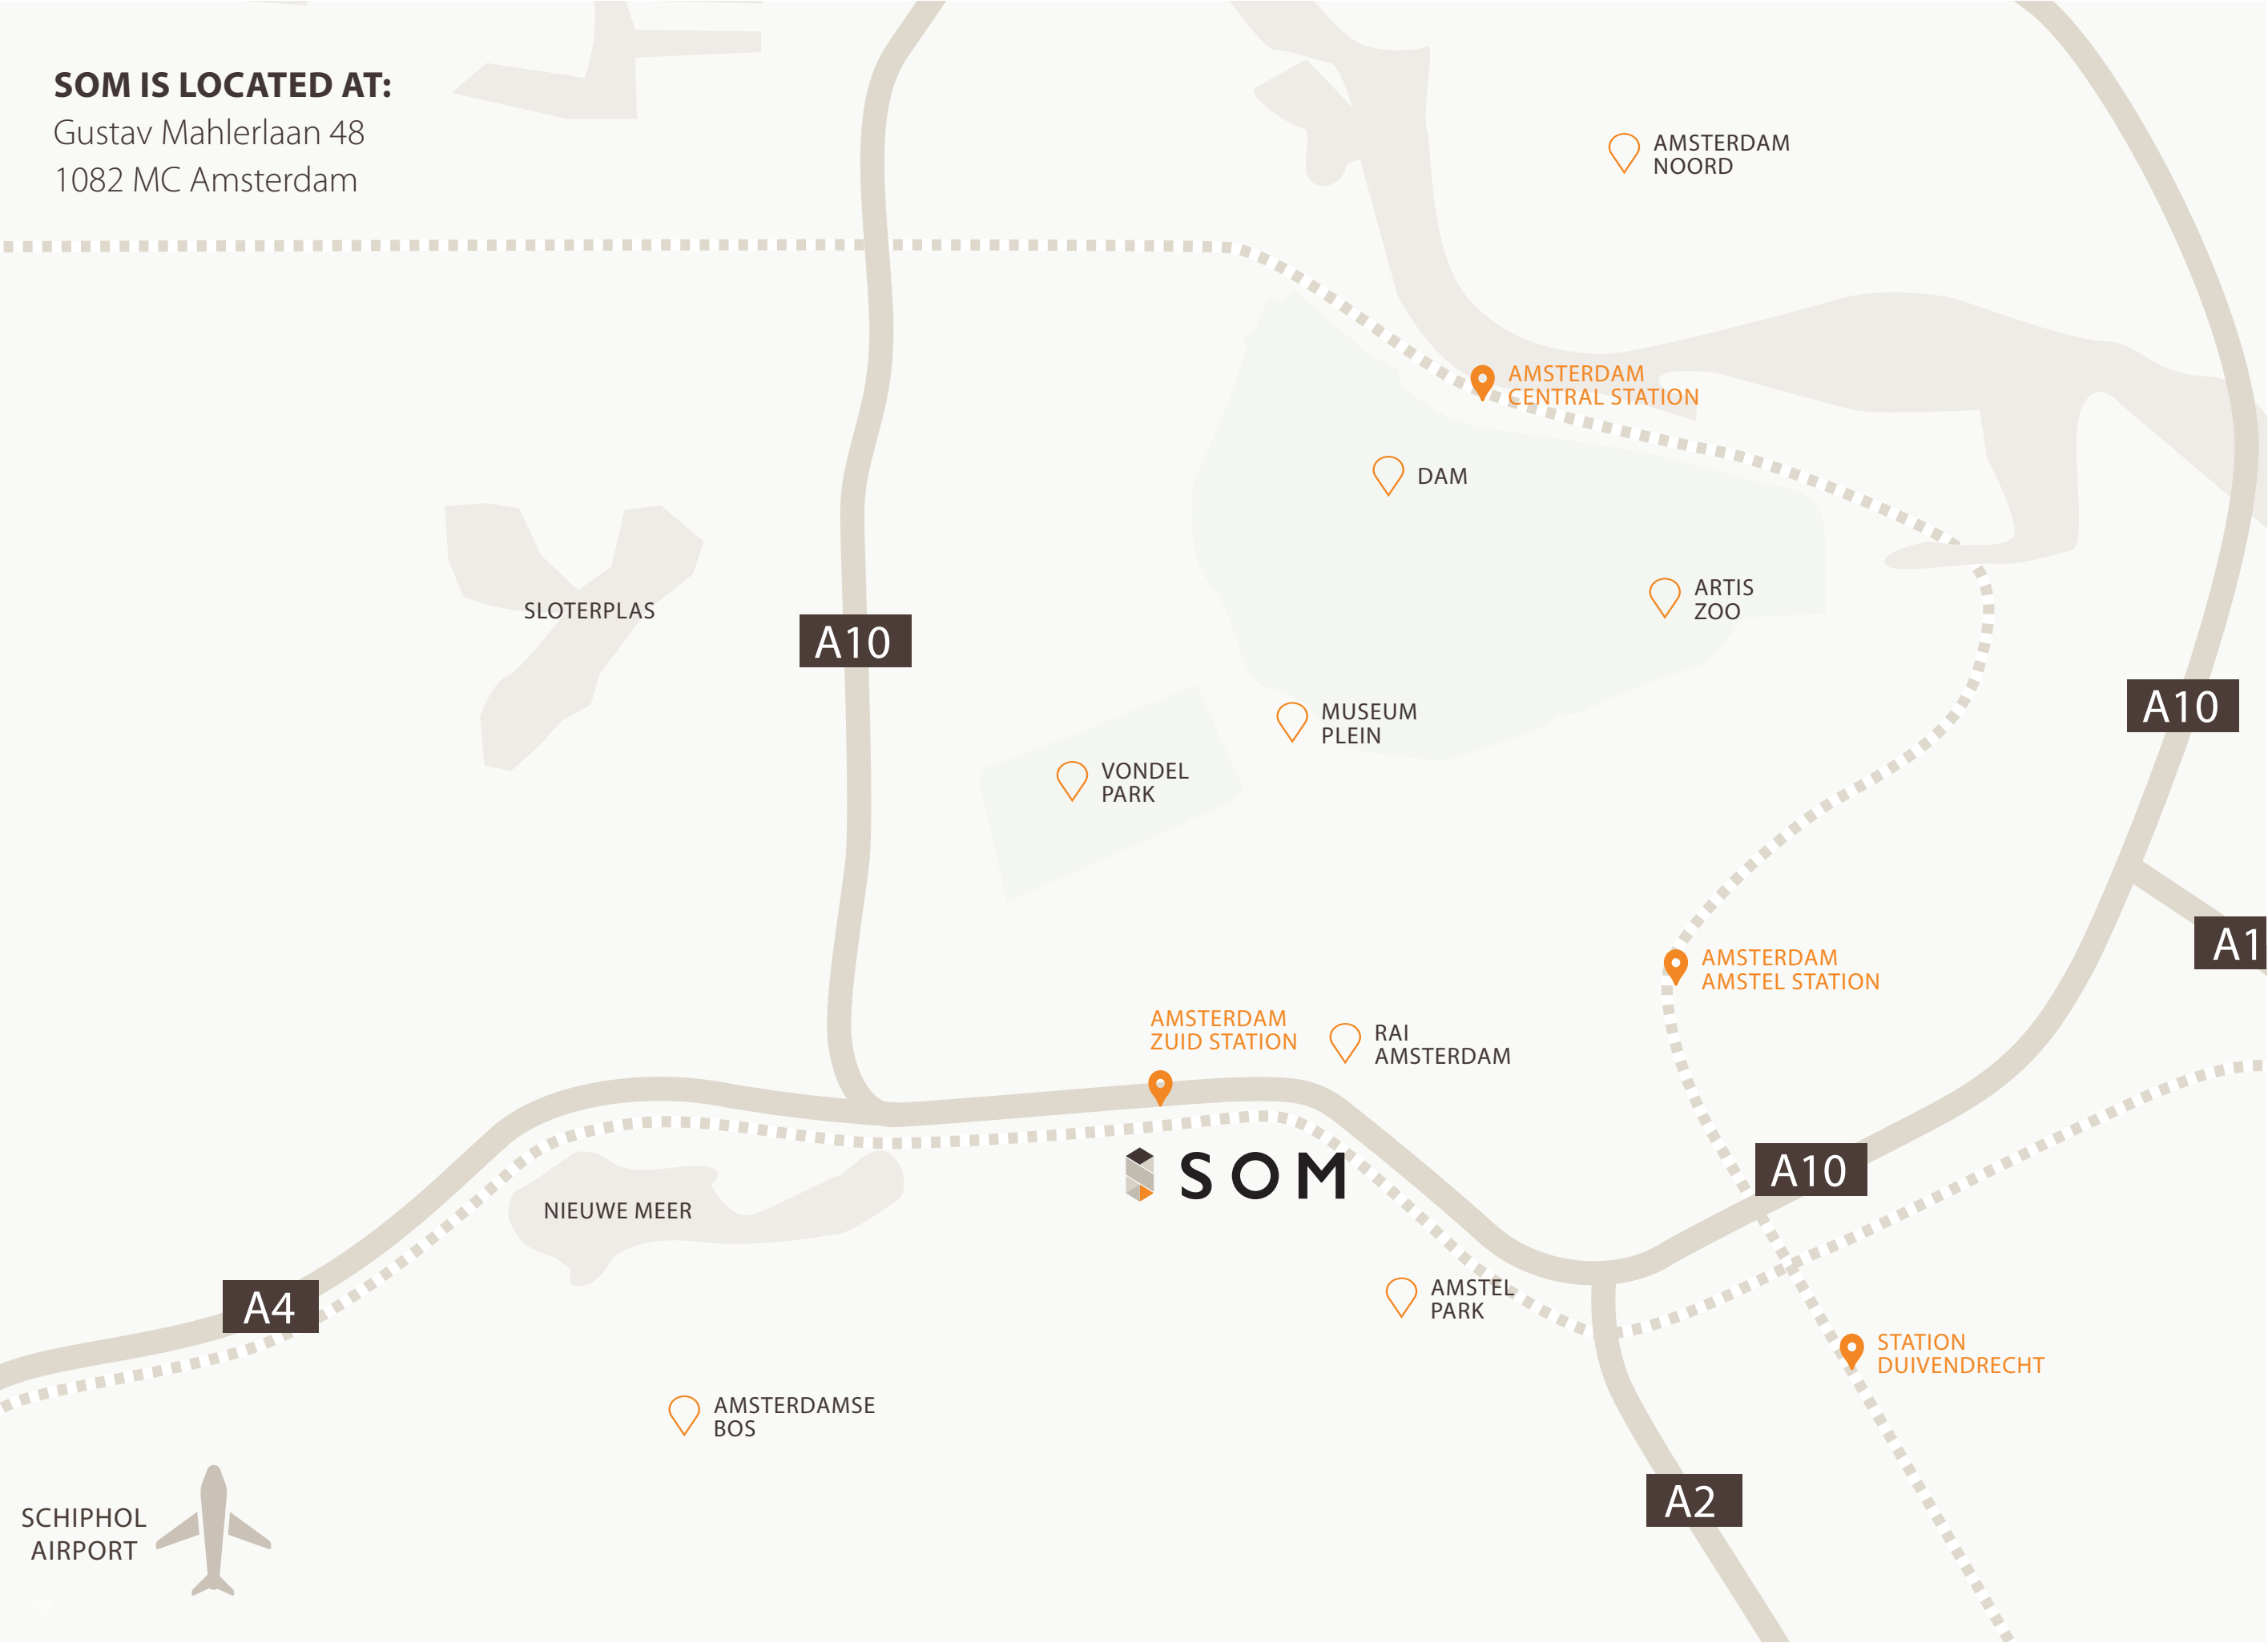 SOM IS LOCATED AT:
Gustav Mahlerlaan 48
1082 MC Amsterdam
AMSTERDAM
NOORD
AMSTERDAM
CENTRAL STATION
DAM
ARTIS
ZOO
SLOTERPLAS
A10
A10
MUSEUM
PLEIN
VONDEL
PARK
A1
AMSTERDAM
AMSTEL STATION
AMSTERDAM
ZUID STATION
RAI
AMSTERDAM
A10
SOM
NIEUWE MEER
A4
AMSTEL
PARK
STATION
DUIVENDRECHT
AMSTERDAMSE
BOS
A2
SCHIPHOL
AIRPORT